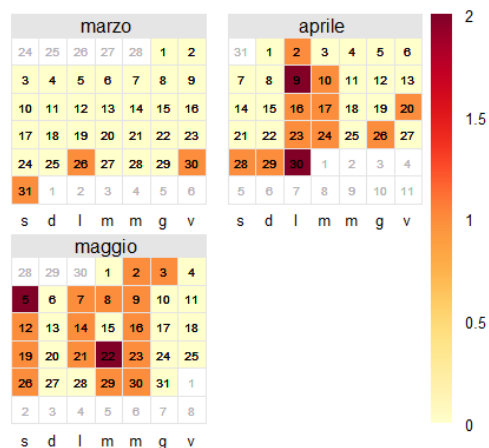 marzo
24 25 26 27 28 1 2
3 4 5 6 7 8 9
10 11 12 13 14 15 16
17 18 19 20 21 22 23
24 25 26 27 28 29 30
31 1 2 3 4 5 6
s d l m m g v
aprile
31 1 2 3 4 5 6
7 8 9 10 11 12 13
14 15 16 17 18 19 20
21 22 23 24 25 26 27
28 29 30 1 2 3 4
5 6 7 8 9 10 11
s d l m m g v
maggio
28 29 30 1 2 3 4
5 6 7 8 9 10 11
12 13 14 15 16 17 18
19 20 21 22 23 24 25
26 27 28 29 30 31 1
2 3 4 5 6 7 8
s d l m m g v
2
1.5
1
0.5
0